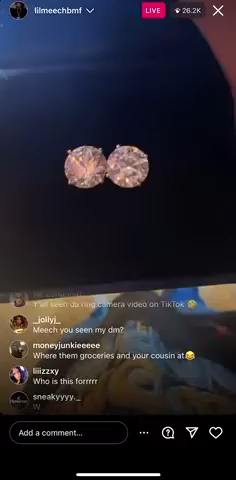 lilmeechbmf
LIVE
26.2K
Y'all seen da ring camera video on TikTok 🤣
_jollyj_
Meech you seen my dm?
moneyjunkieeeee
Where them groceries and your cousin at😂
liiizzxy
Who is this forrrrr
sneakyyyy._
W
Add a comment...